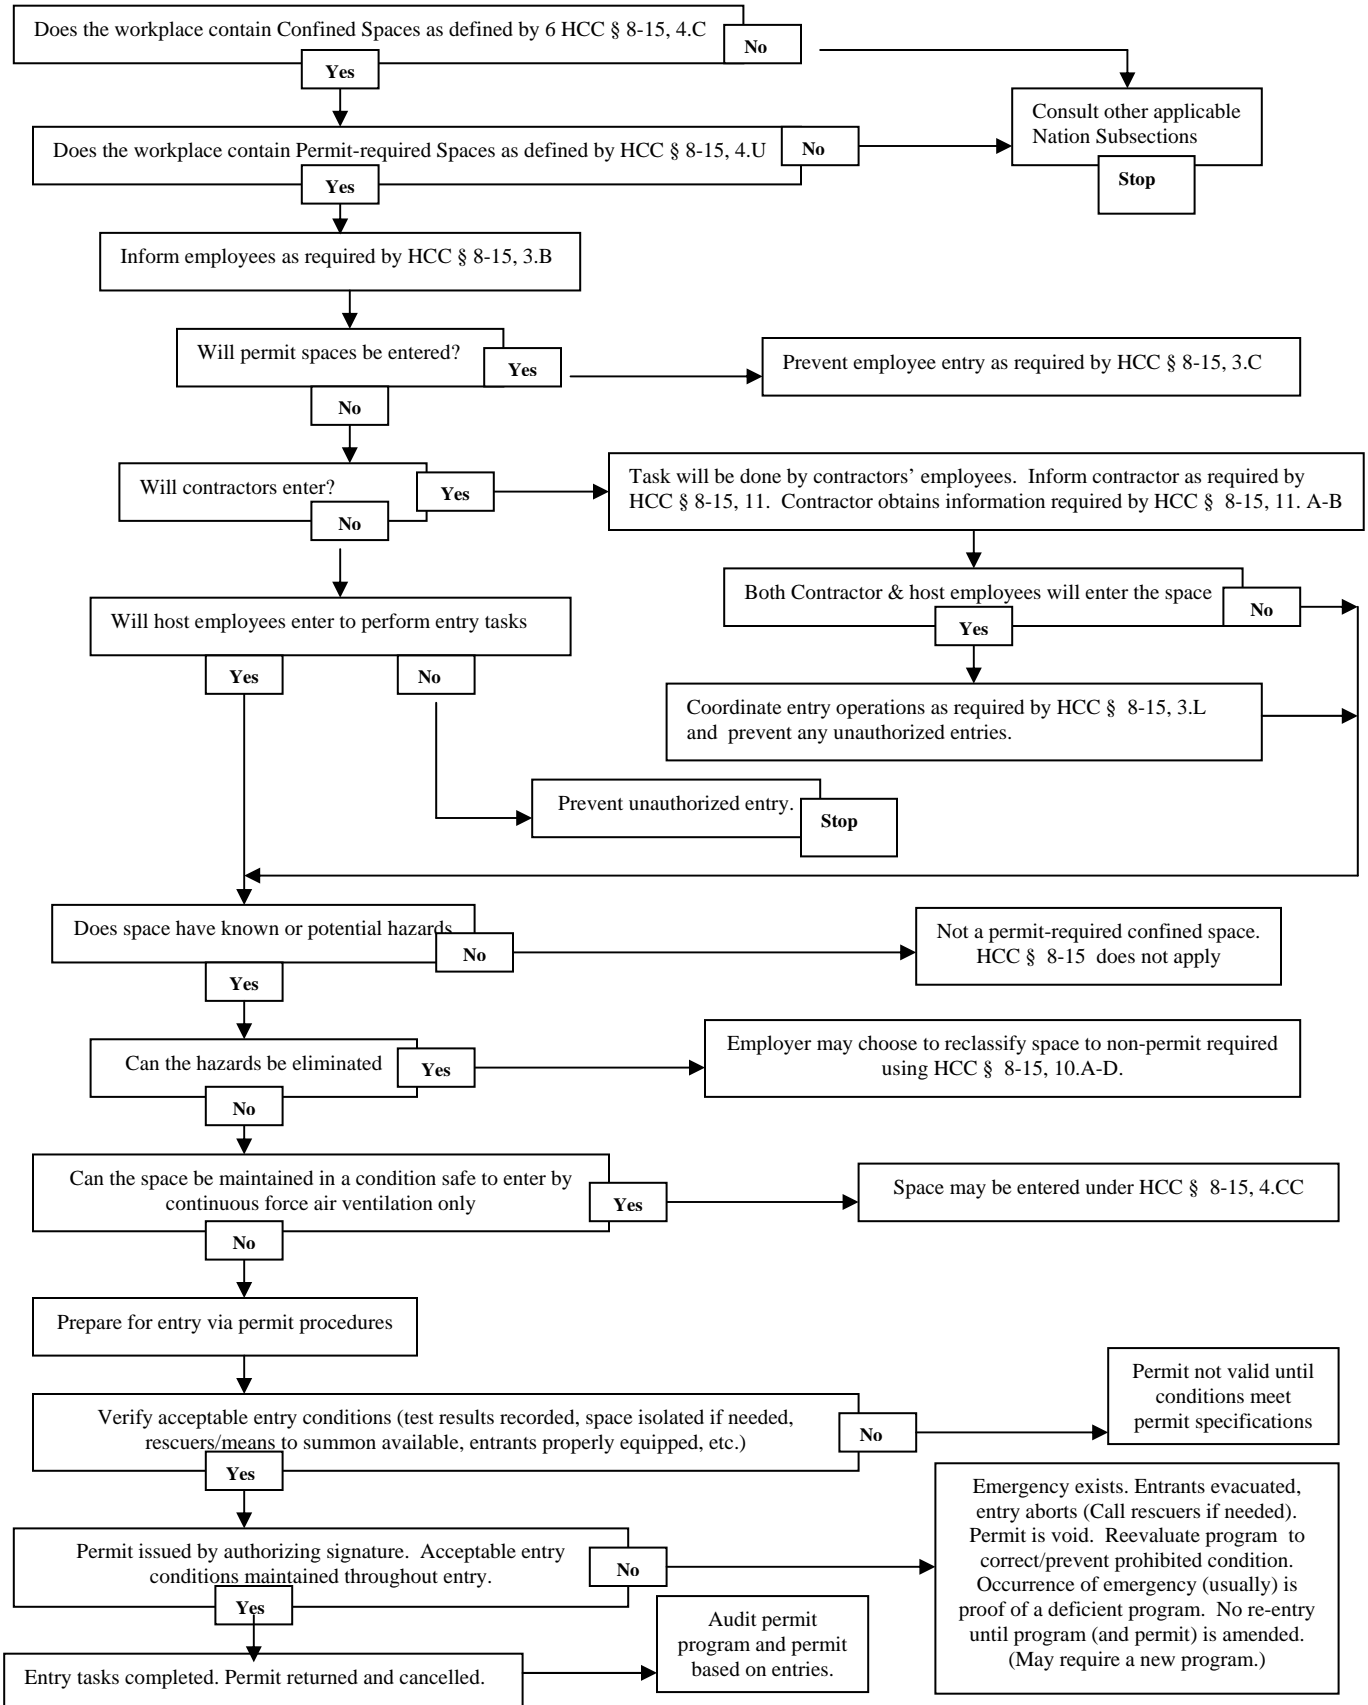 Does the workplace contain Confined Spaces as defined by 6 HCC § 8-15, 4.C
No
Yes
Consult other applicable
Nation Subsections
Stop
Does the workplace contain Permit-required Spaces as defined by HCC § 8-15, 4.U
No
Yes
Inform employees as required by HCC § 8-15, 3.B
Will permit spaces be entered?
Yes
Prevent employee entry as required by HCC § 8-15, 3.C
No
Will contractors enter?
Yes
Task will be done by contractors’ employees.  Inform contractor as required by
HCC § 8-15, 11.  Contractor obtains information required by HCC §  8-15, 11. A-B
No
Both Contractor & host employees will enter the space
No
Yes
Will host employees enter to perform entry tasks
Yes
No
Coordinate entry operations as required by HCC §  8-15, 3.L
and  prevent any unauthorized entries.
Prevent unauthorized entry.
Stop
Does space have known or potential hazards
No
Not a permit-required confined space.
HCC §  8-15  does not apply
Yes
Can the hazards be eliminated
Yes
Employer may choose to reclassify space to non-permit required
using HCC §  8-15, 10.A-D.
No
Can the space be maintained in a condition safe to enter by
continuous force air ventilation only
Yes
Space may be entered under HCC §  8-15, 4.CC
No
Prepare for entry via permit procedures
Verify acceptable entry conditions (test results recorded, space isolated if needed,
rescuers/means to summon available, entrants properly equipped, etc.)
No
Permit not valid until
conditions meet
permit specifications
Yes
Permit issued by authorizing signature.  Acceptable entry
conditions maintained throughout entry.
No
Emergency exists. Entrants evacuated,
entry aborts (Call rescuers if needed).
Permit is void.  Reevaluate program  to
correct/prevent prohibited condition.
Occurrence of emergency (usually) is
proof of a deficient program.  No re-entry
until program (and permit) is amended.
(May require a new program.)
Yes
Entry tasks completed. Permit returned and cancelled.
Audit permit
program and permit
based on entries.